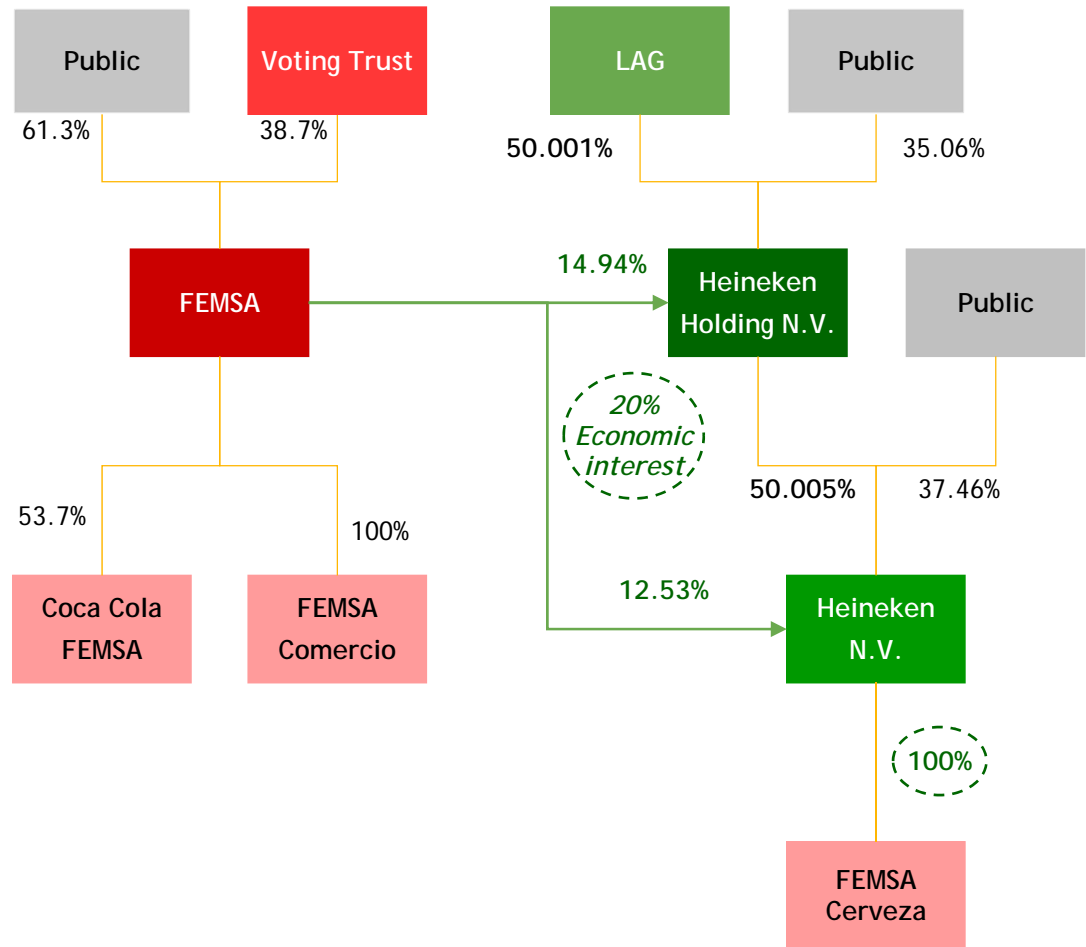 Public
Voting Trust
LAG
Public
61.3%
38.7%
50.001%
35.06%
FEMSA
14.94%
Heineken
Holding N.V.
Public
20%
Economic
interest
50.005%
37.46%
53.7%
100%
Coca Cola
FEMSA
FEMSA
Comercio
12.53%
Heineken
N.V.
100%
FEMSA
Cerveza